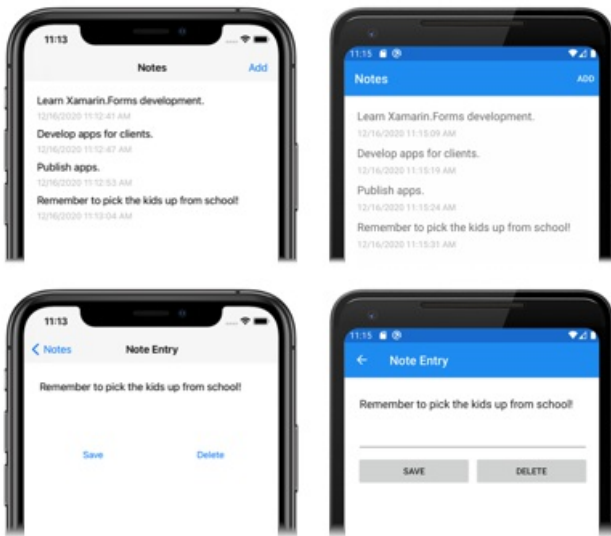 11:13
Notes
Add
Learn Xamarin.Forms development.
12/16/2020 11:12:41 AM
Develop apps for clients.
12/16/2020 11:12:47 AM
Publish apps.
12/16/2020 11:12:53 AM
Remember to pick the kids up from school!
12/16/2020 11:13:04 AM
11:15
Notes
ADD
Learn Xamarin.Forms development.
12/16/2020 11:15:09 AM
Develop apps for clients.
12/16/2020 11:15:19 AM
Publish apps.
12/16/2020 11:15:24 AM
Remember to pick the kids up from school!
12/16/2020 11:15:31 AM
11:13
Notes
Note Entry
Remember to pick the kids up from school!
Save
Delete
11:15
Note Entry
Remember to pick the kids up from school!
SAVE
DELETE